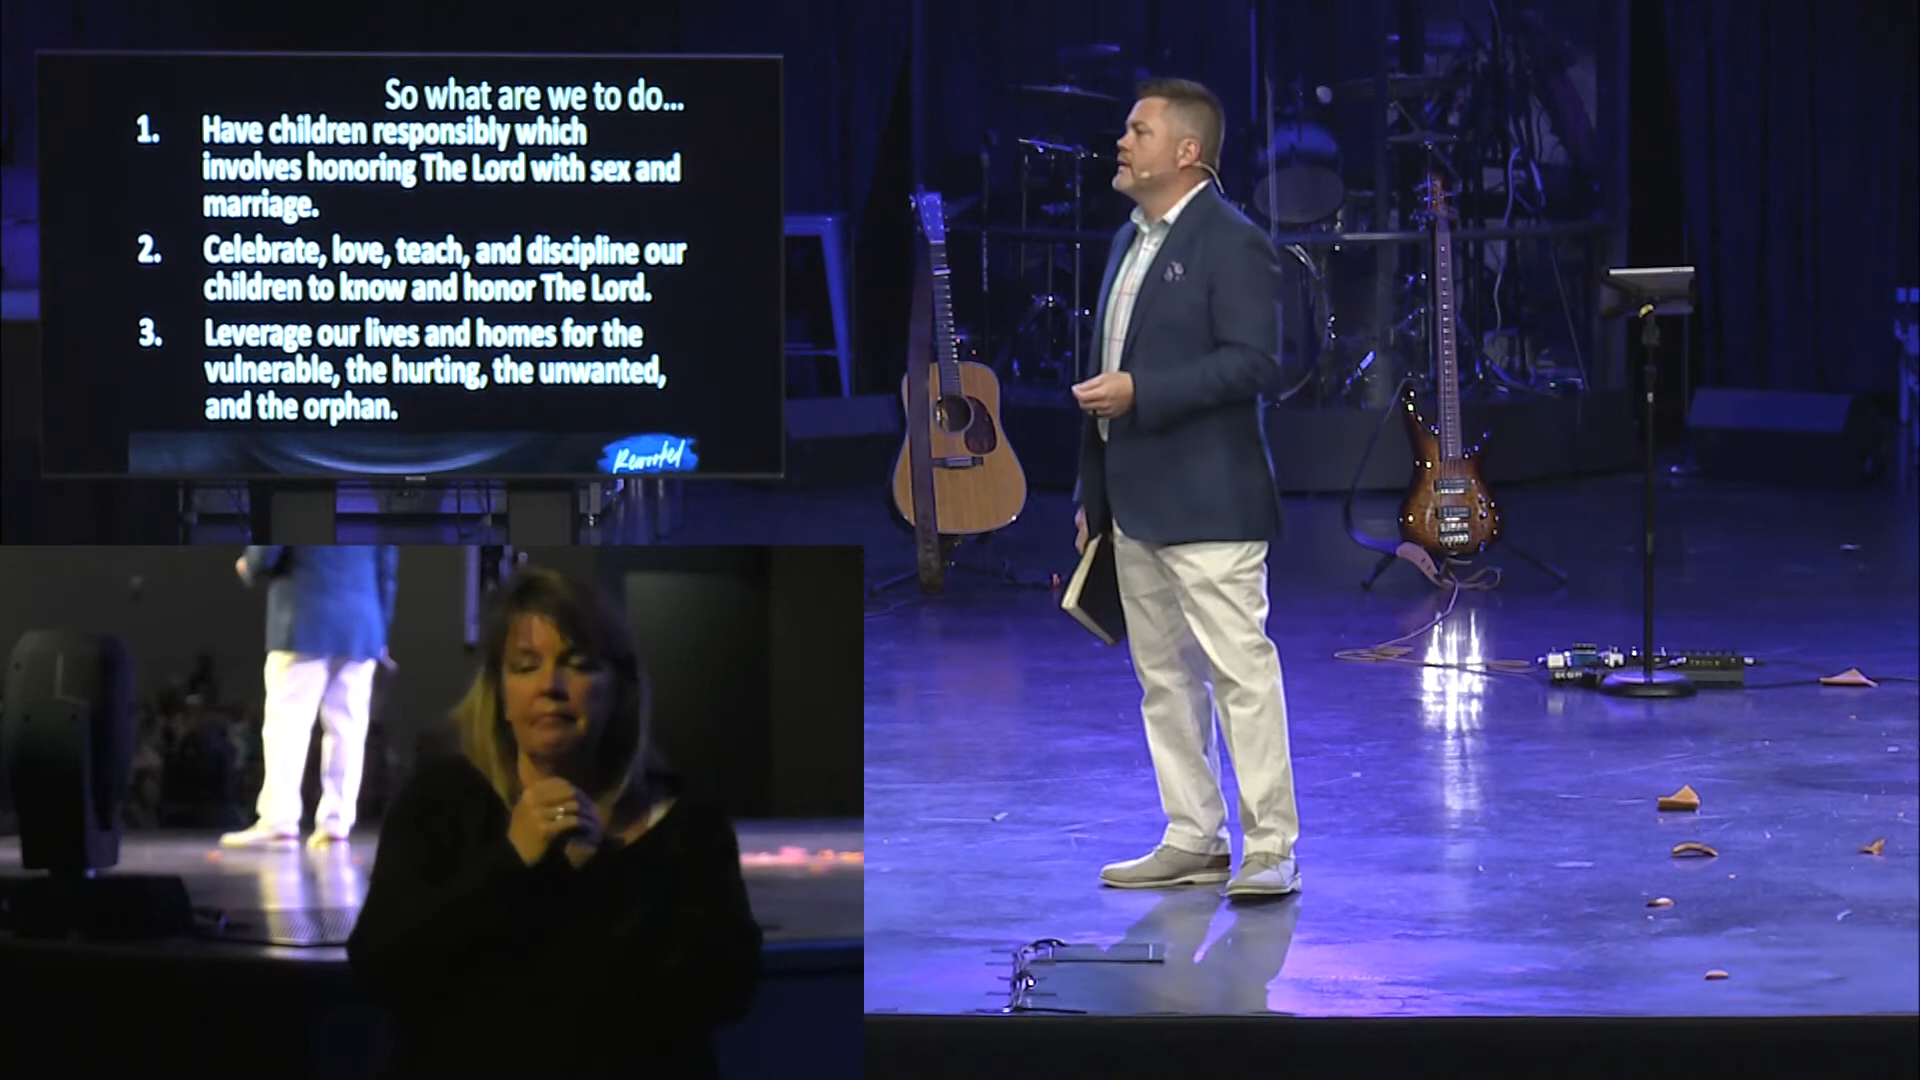 So what are we to do...
1. Have children responsibly which
involves honoring The Lord with sex and
marriage.
2. Celebrate, love, teach, and discipline our
children to know and honor The Lord.
3. Leverage our lives and homes for the
vulnerable, the hurting, the unwanted,
and the orphan.